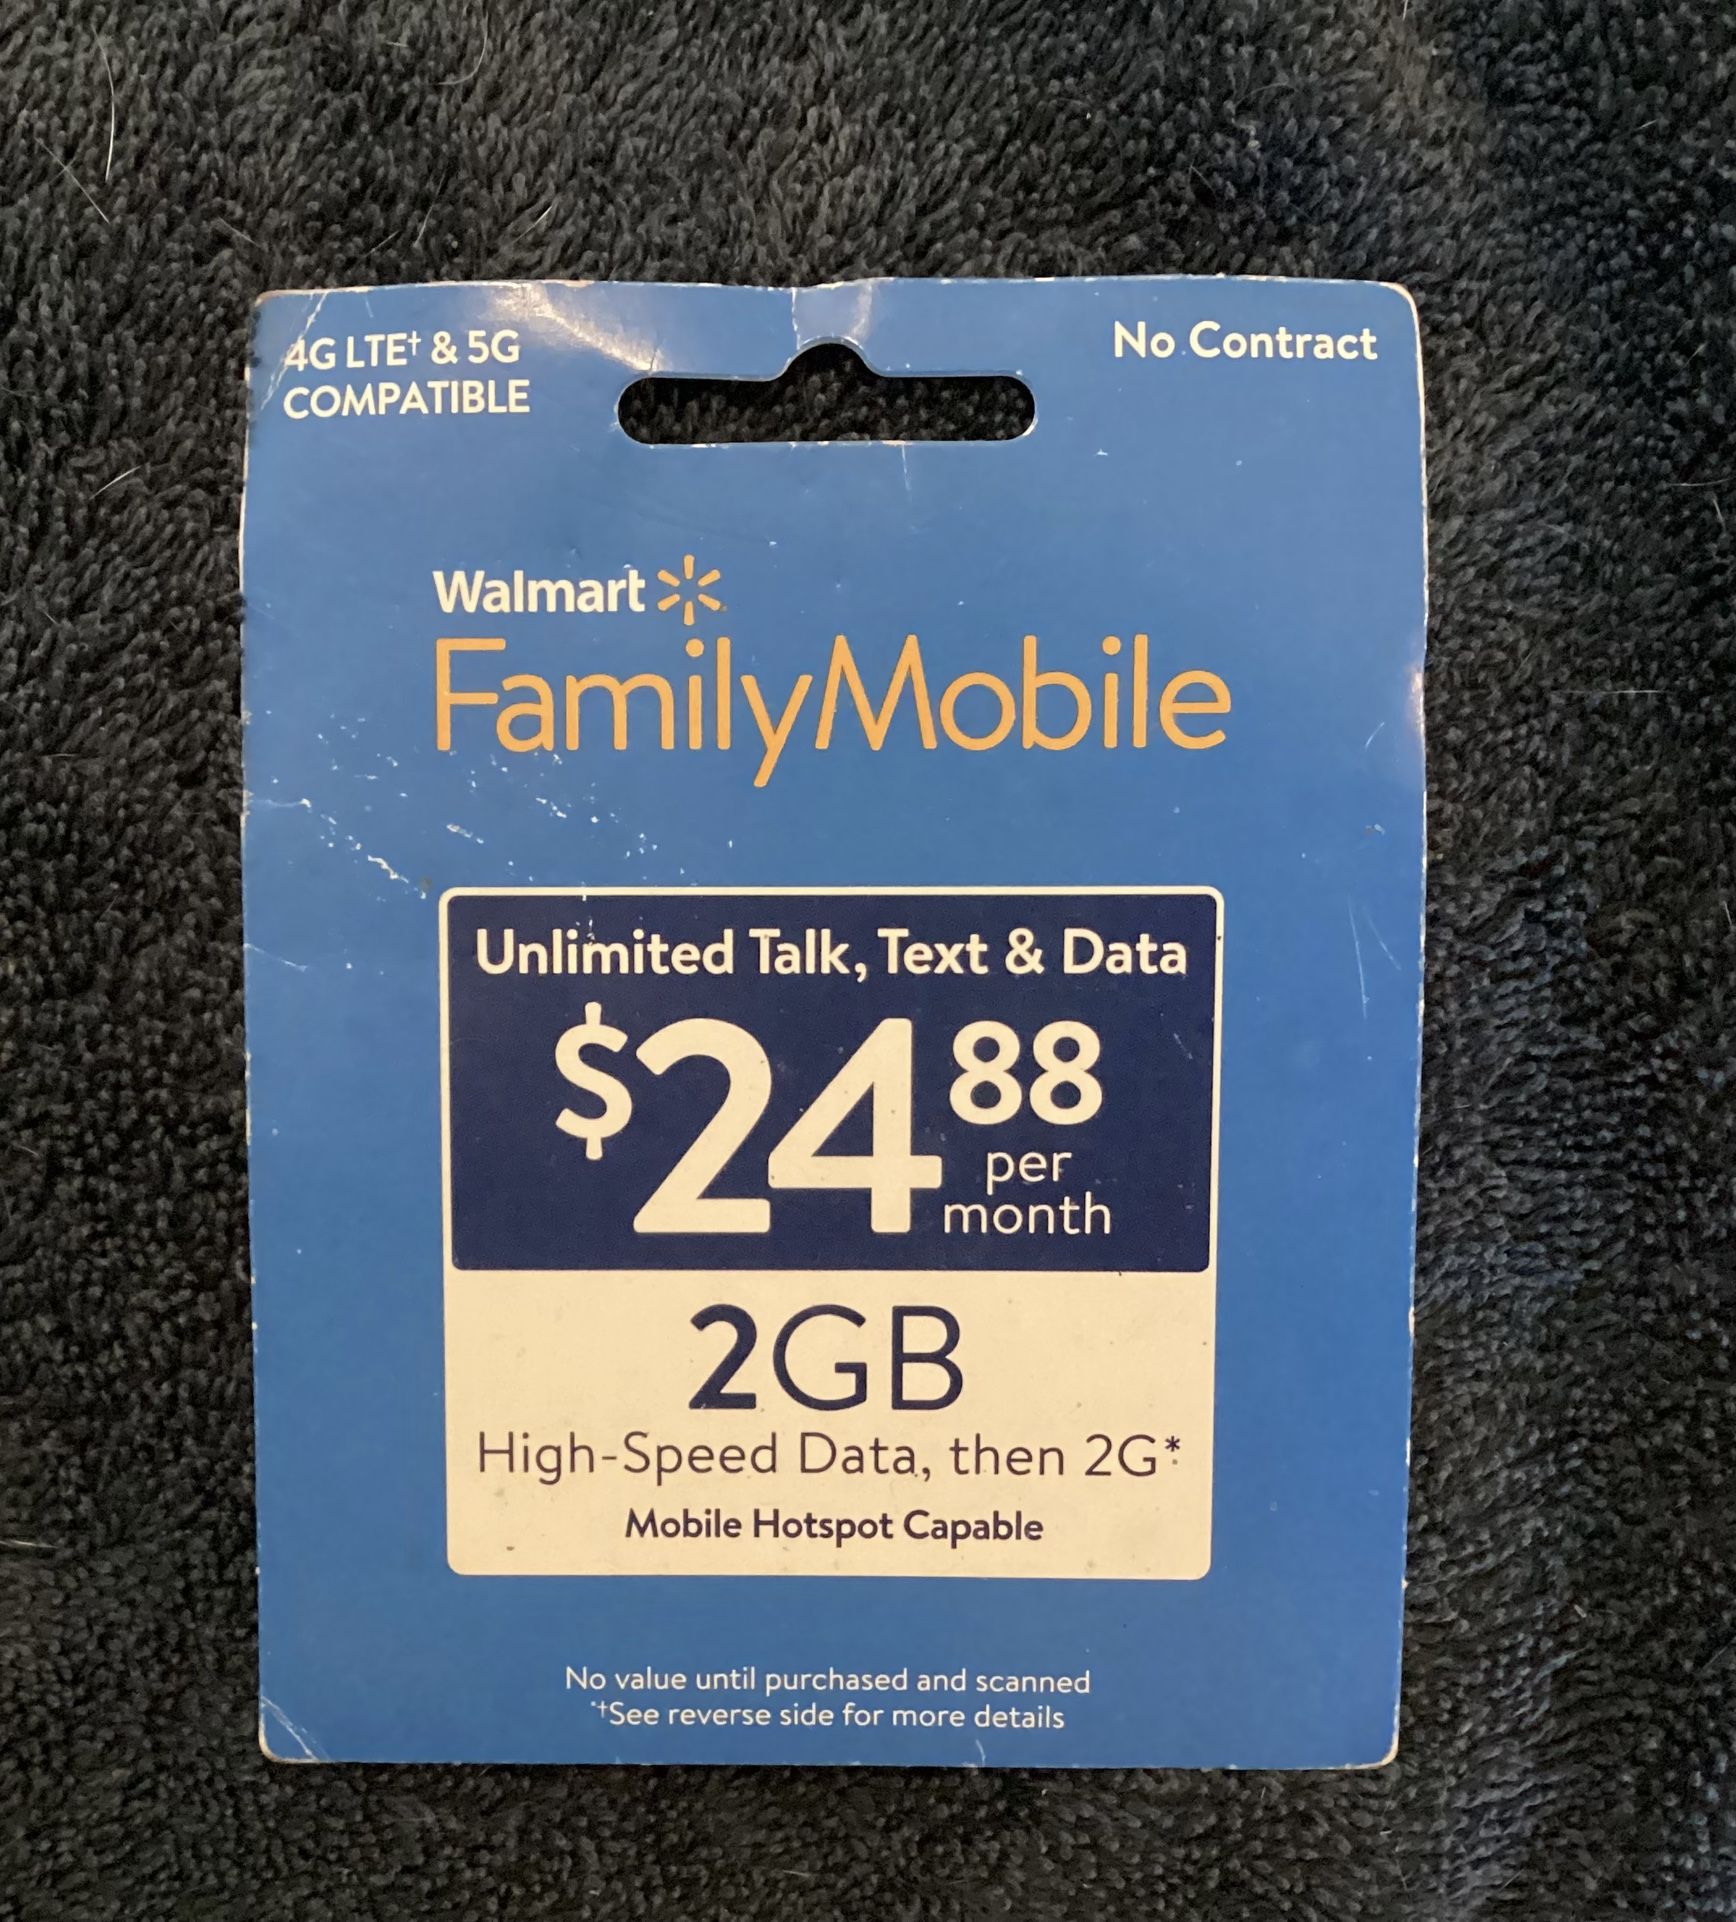 4G LTE† & 5G
COMPATIBLE
No Contract
Walmart
FamilyMobile
Unlimited Talk, Text & Data
$24 88
per
month
2GB
High-Speed Data, then 2G*
Mobile Hotspot Capable
No value until purchased and scanned
*†See reverse side for more details